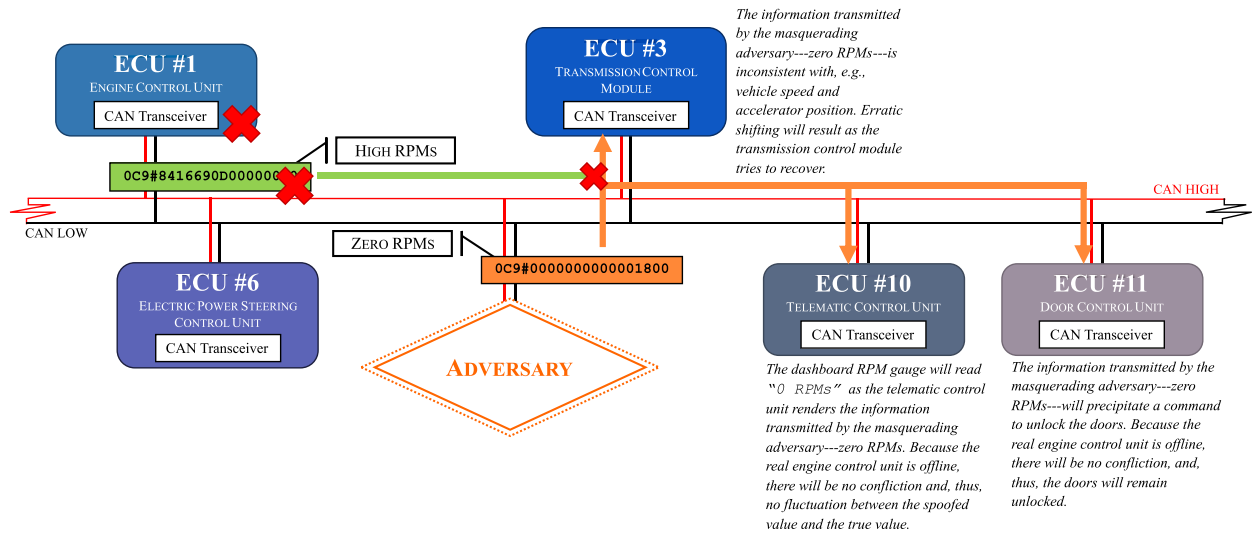 ECU #1
ENGINE CONTROL UNIT
CAN Transceiver
ECU #3
TRANSMISSION CONTROL
MODULE
CAN Transceiver
The information transmitted
by the masquerading
adversary---zero RPMs---is
inconsistent with, e.g.,
vehicle speed and
accelerator position. Erratic
shifting will result as the
transmission control module
tries to recover.
HIGH RPMS
0C9#8416690D000000
CAN HIGH
CAN LOW
ZERO RPMS
0C9#0000000000001800
ECU #6
ELECTRIC POWER STEERING
CONTROL UNIT
CAN Transceiver
ADVERSARY
ECU #10
TELEMATIC CONTROL UNIT
CAN Transceiver
ECU #11
DOOR CONTROL UNIT
CAN Transceiver
The dashboard RPM gauge will read
“0 RPMs” as the telematic control
unit renders the information
transmitted by the masquerading
adversary---zero RPMs. Because the
real engine control unit is offline,
there will be no confliction and, thus,
no fluctuation between the spoofed
value and the true value.
The information transmitted by the
masquerading adversary---zero
RPMs---will precipitate a command
to unlock the doors. Because the
real engine control unit is offline,
there will be no confliction, and,
thus, the doors will remain
unlocked.